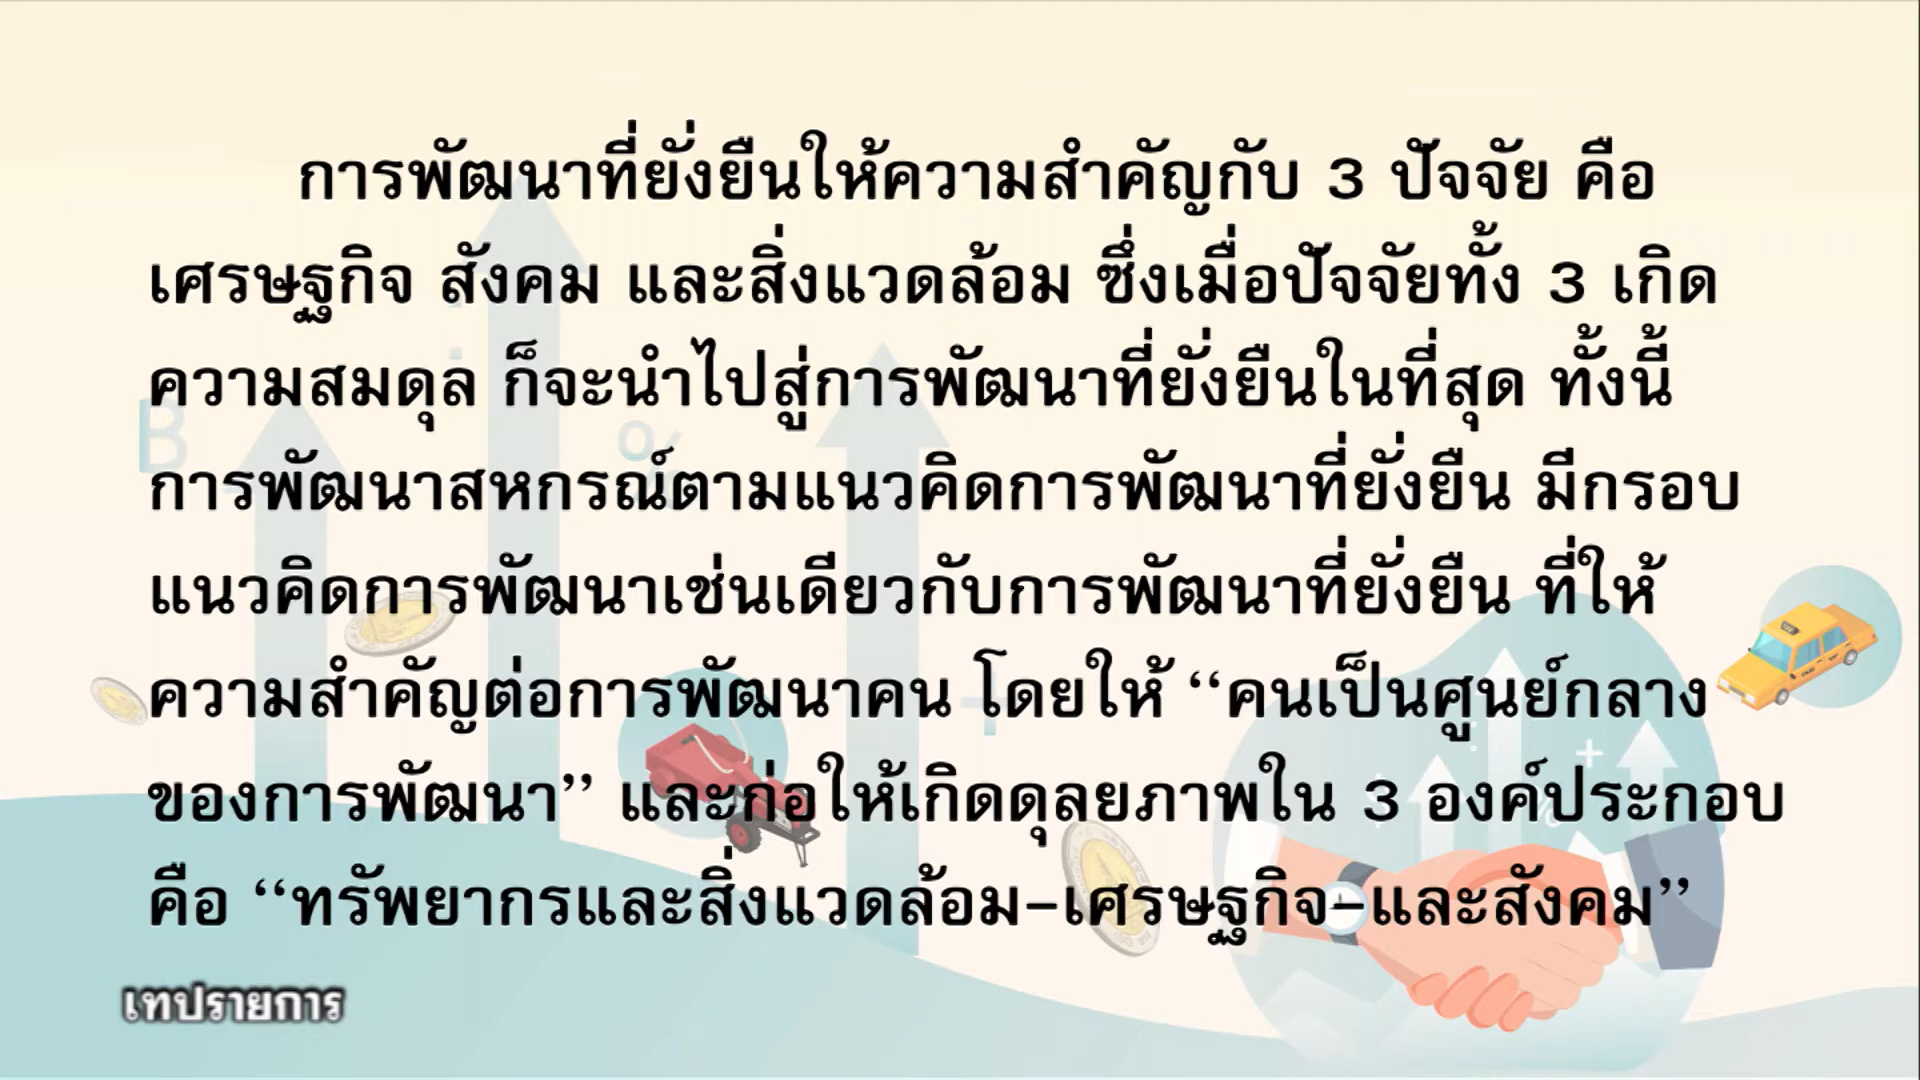 การพัฒนาที่ยั่งยืนให้ความสำคัญกับ 3 ปัจจัย คือ
เศรษฐกิจ สังคม และสิ่งแวดล้อม ซึ่งเมื่อปัจจัยทั้ง 3 เกิด
ความสมดุล ก็จะนำไปสู่การพัฒนาที่ยั่งยืนในที่สุด ทั้งนี้
การพัฒนาสหกรณ์ตามแนวคิดการพัฒนาที่ยั่งยืน มีกรอบ
แนวคิดการพัฒนาเช่นเดียวกับการพัฒนาที่ยั่งยืน ที่ให้
ความสำคัญต่อการพัฒนาคน โดยให้ “คนเป็นศูนย์กลาง
ของการพัฒนา” และก่อให้เกิดดุลยภาพใน 3 องค์ประกอบ
คือ “ทรัพยากรและสิ่งแวดล้อม–เศรษฐกิจ–และสังคม”
เทปรายการ